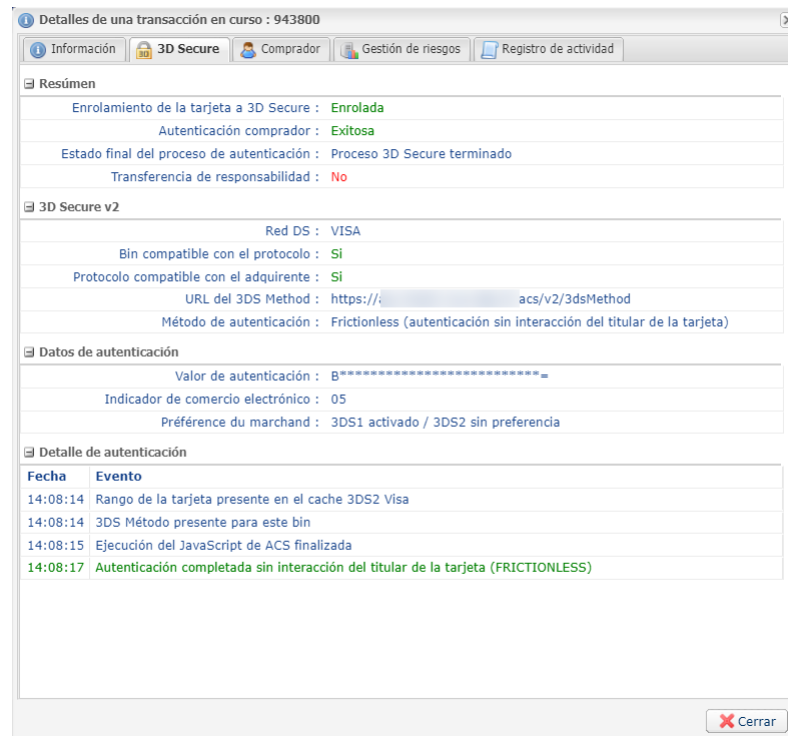 Detalles de una transacción en curso : 943800
Información
3D Secure
Comprador
Gestión de riesgos
Registro de actividad
Resúmen
Enrolamiento de la tarjeta a 3D Secure : Enrolada
Autenticación comprador : Exitosa
Estado final del proceso de autenticación : Proceso 3D Secure terminado
Transferencia de responsabilidad : No
3D Secure v2
Red DS : VISA
Bin compatible con el protocolo : Si
Protocolo compatible con el adquirente : Si
URL del 3DS Method : https:// acs/v2/3dsMethod
Método de autenticación : Frictionless (autenticación sin interacción del titular de la tarjeta)
Datos de autenticación
Valor de autenticación : B**************************=
Indicador de comercio electrónico : 05
Préférence du marchand : 3DS1 activado / 3DS2 sin preferencia
Detalle de autenticación
Fecha Evento
14:08:14 Rango de la tarjeta presente en el cache 3DS2 Visa
14:08:14 3DS Método presente para este bin
14:08:15 Ejecución del JavaScript de ACS finalizada
14:08:17 Autenticación completada sin interacción del titular de la tarjeta (FRICTIONLESS)
Cerrar